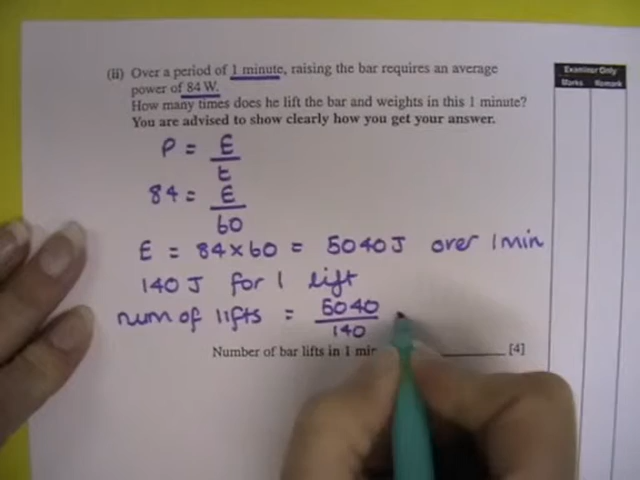 (ii) Over a period of 1 minute, raising the bar requires an average
power of 84 W.
How many times does he lift the bar and weights in this 1 minute?
You are advised to show clearly how you get your answer.
Examiner Only
Marks Remark
P = E
t
84 = E
60
E = 84 × 60 = 5040 J over 1 min
140 J for 1 lift
num of lifts = 5040
140
Number of bar lifts in 1 [4]